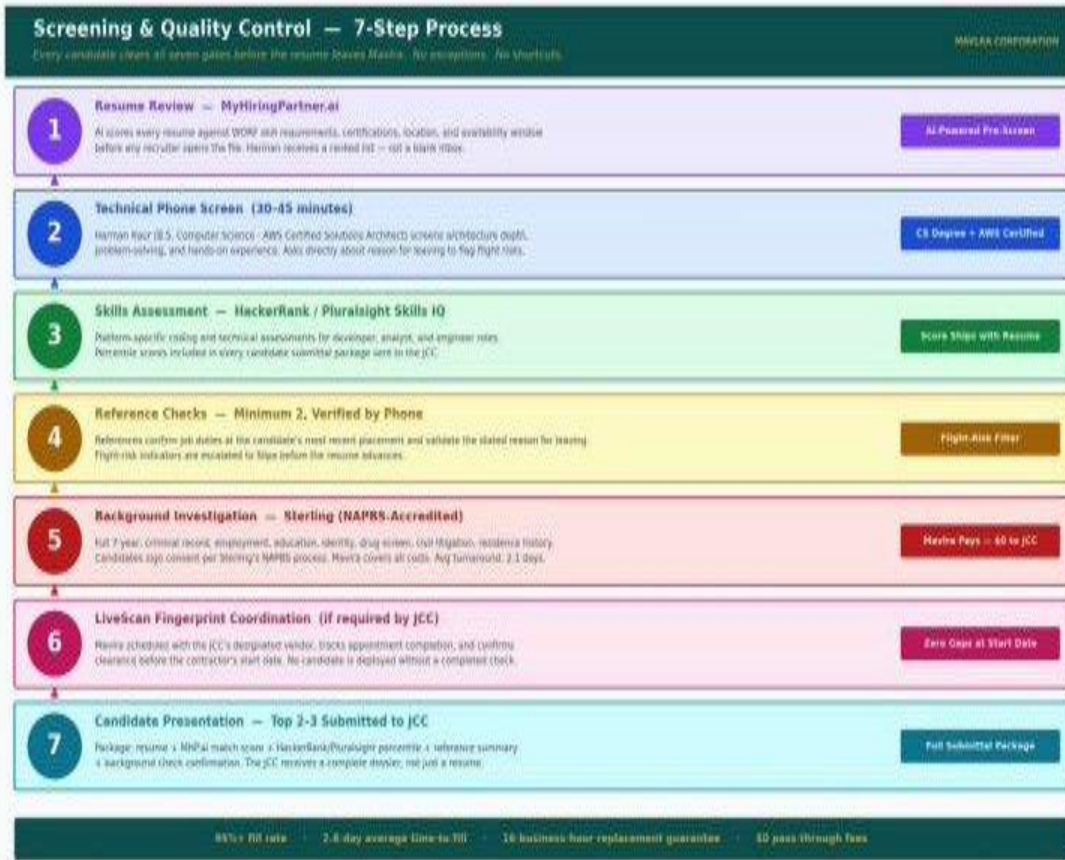 Screening & Quality Control — 7-Step Process
Every candidate clears all seven gates before the resume leaves Mavira. No exceptions. No shortcuts.
CORPORATION
1
Resume Review — MyHiringPartner.ai
AI scores every resume against WORF skill requirements, certifications, location, and availability window
before any recruiter opens the file. Harman receives a ranked list — not a blank inbox.
AI-Powered Pre-Screen
2
Technical Phone Screen (30-45 minutes)
Harman Kaur (B.S. Computer Science · AWS Certified Solutions Architect) screens architecture depth,
problem-solving, and hands-on experience. Asks directly about reason for leaving to flag flight risks.
CS Degree + AWS Certified
3
Skills Assessment — HackerRank / Pluralsight Skills IQ
Platform-specific coding and technical assessments for developer, analyst, and engineer roles.
Percentile scores included in every candidate submittal package sent to the JCC.
Score Ships with Resume
4
Reference Checks — Minimum 2, Verified by Phone
References confirm job duties at the candidate's most recent placement and validate the stated reason for leaving.
Flight-risk indicators are escalated to before the resume advances.
Flight-Risk Filter
5
Background Investigation — Sterling (NAPBS-Accredited)
Full 7-year, criminal record, employment, education, identity, drug screen, civil litigation, residence history.
Candidates sign consent per Sterling's NAPBS process. Mavira covers all costs. Avg turnaround: 2.1 days.
Mavira Pays — $0 to JCC
6
LiveScan Fingerprint Coordination (if required by JCC)
Mavira schedules with the JCC's designated vendor, tracks appointment completion, and confirms
clearance before the contractor's start date. No candidate is deployed without a completed check.
Zero Gaps at Start Date
7
Candidate Presentation — Top 2-3 Submitted to JCC
Package: resume + MHP.ai match score + HackerRank/Pluralsight percentile + reference summary
+ background check confirmation. The JCC receives a complete dossier, not just a resume.
Full Submittal Package
fill rate · 2.8 day average time-to-fill · 16 business hour replacement guarantee · $0 pass-through fees